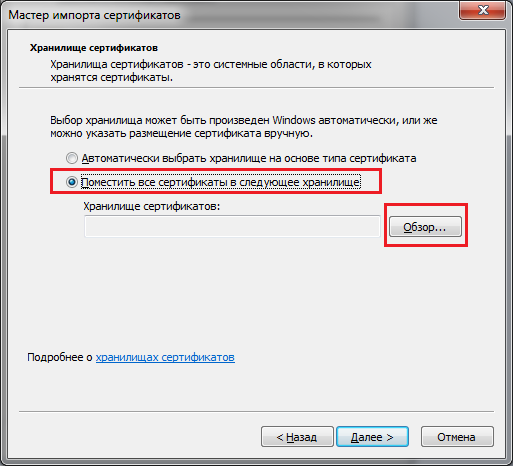 Мастер импорта сертификатов
Хранилище сертификатов
Хранилища сертификатов - это системные области, в которых
хранятся сертификаты.
Выбор хранилища может быть произведен Windows автоматически, или же
можно указать размещение сертификата вручную.
Автоматически выбрать хранилище на основе типа сертификата
Поместить все сертификаты в следующее хранилище
Хранилище сертификатов:
Обзор...
Подробнее о хранилищах сертификатов
< Назад Далее > Отмена